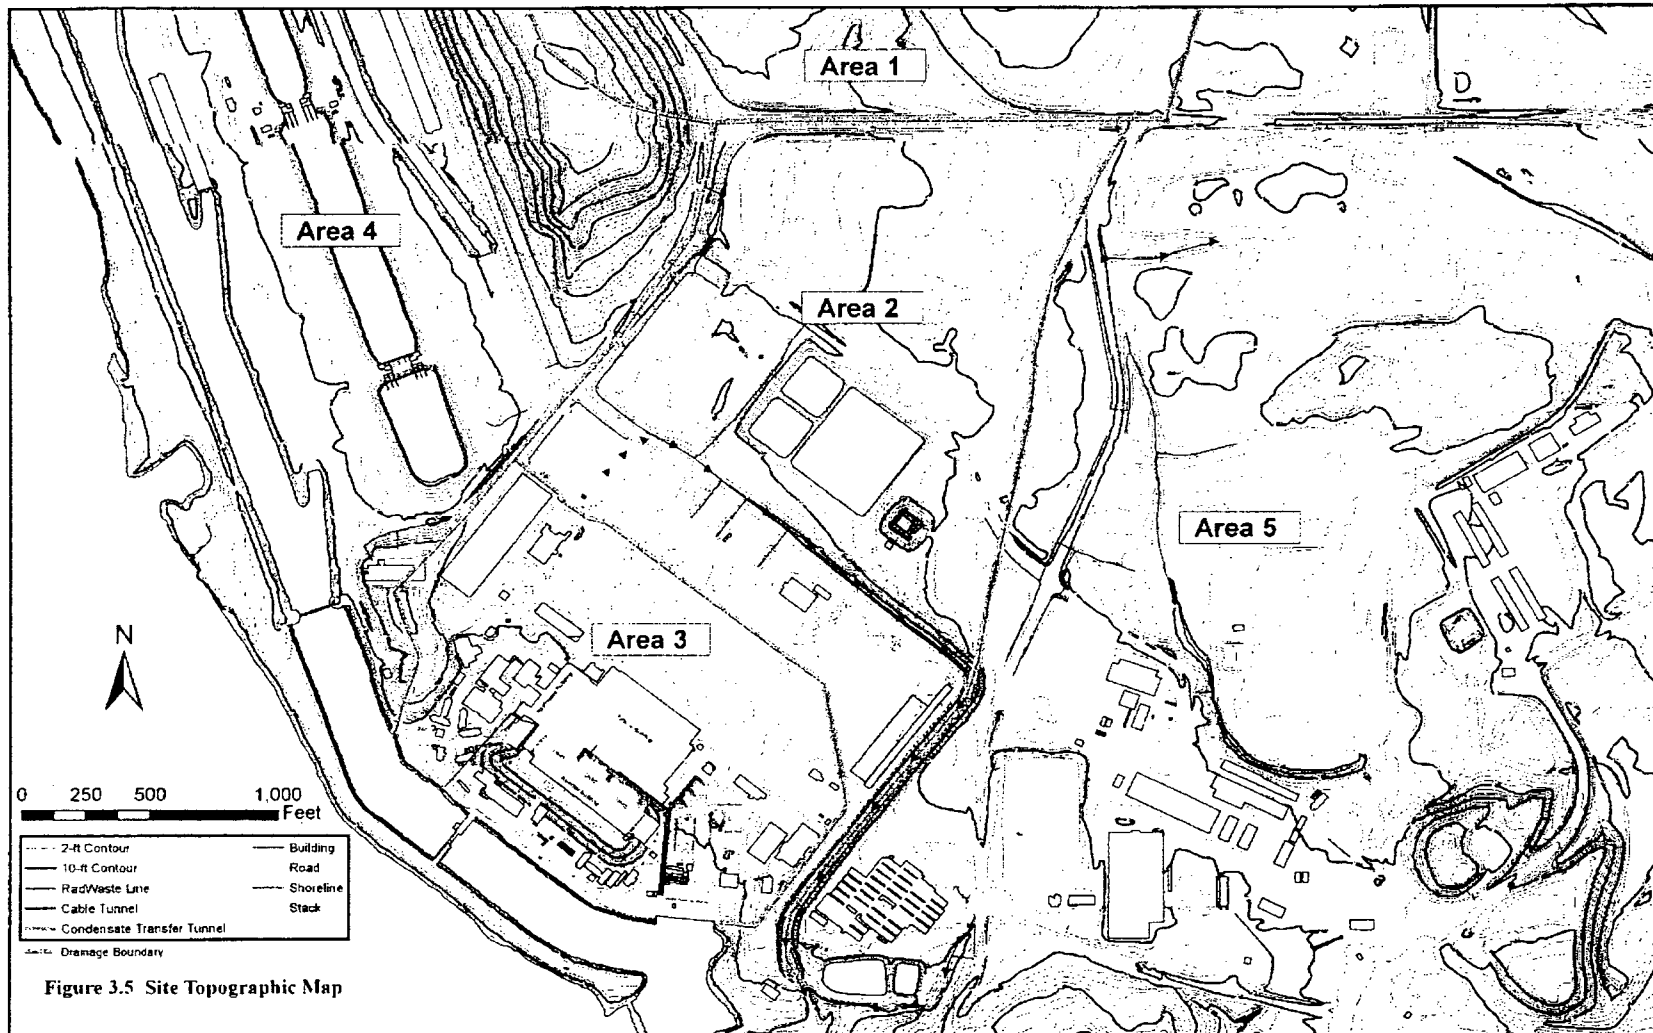 Area 1
D
Area 4
Area 2
Area 5
Area 3
N
0 250 500 1,000
Feet
2-ft Contour
10-ft Contour
RadWaste Line
Cable Tunnel
Condensate Transfer Tunnel
Drainage Boundary
Building
Road
Shoreline
Stack
Figure 3.5 Site Topographic Map